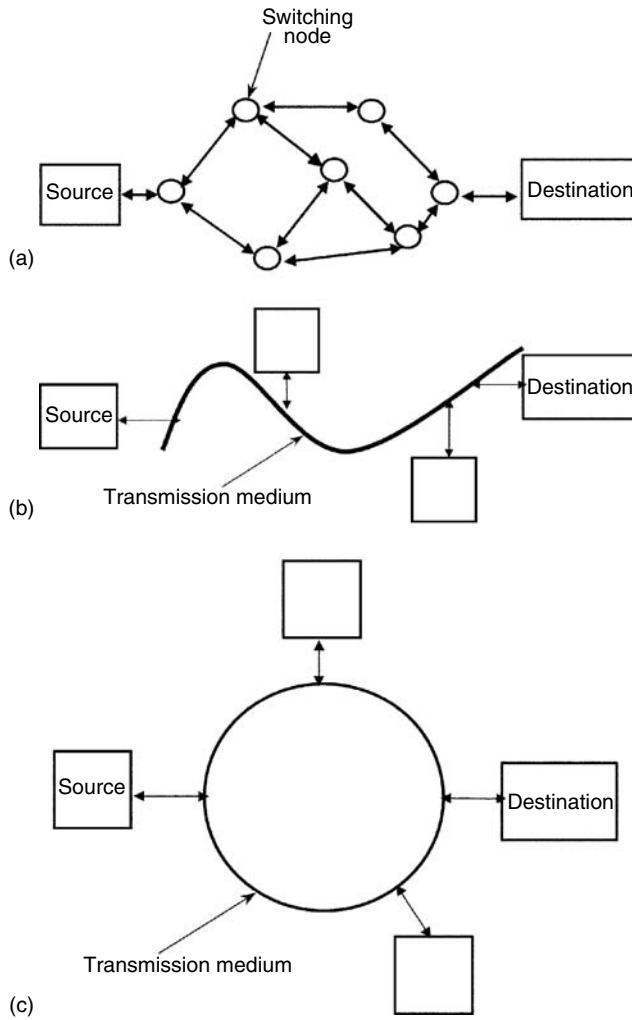 Switching
node
Source
Destination
(a)
Source
Destination
Transmission medium
(b)
Source
Destination
Transmission medium
(c)